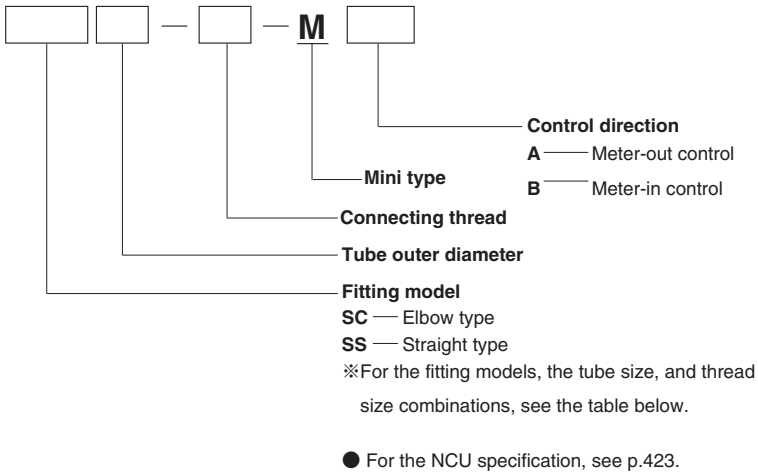 M
Control direction
A Meter-out control
Mini type
B Meter-in control
Connecting thread
Tube outer diameter
Fitting model
SC Elbow type
SS Straight type
※For the fitting models, the tube size, and thread
size combinations, see the table below.
● For the NCU specification, see p.423.